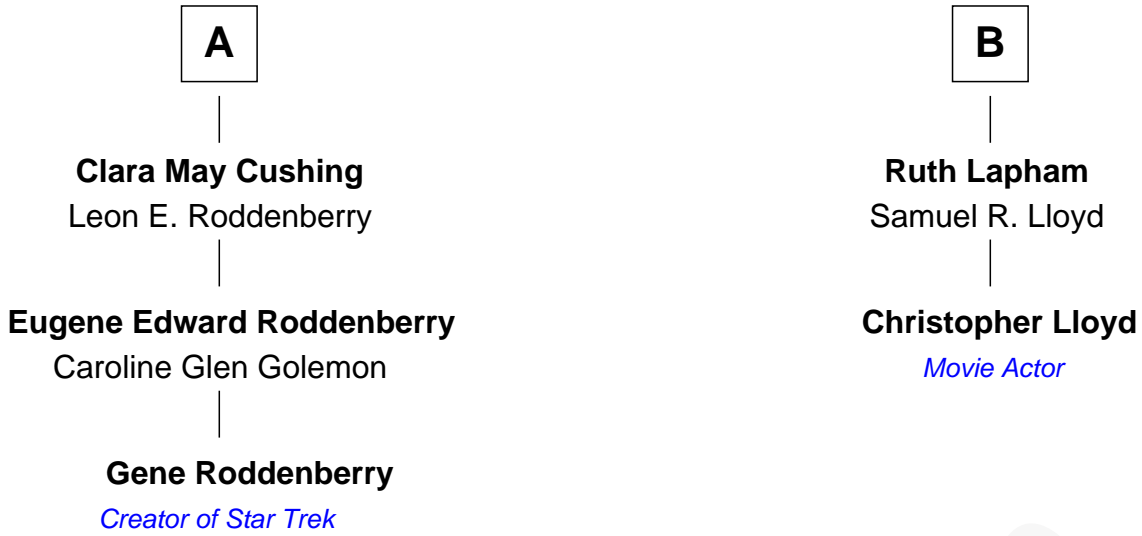 A
Clara May Cushing
Leon E. Roddenberry
Eugene Edward Roddenberry
Caroline Glen Golemon
Gene Roddenberry
Creator of Star Trek
B
Ruth Lapham
Samuel R. Lloyd
Christopher Lloyd
Movie Actor